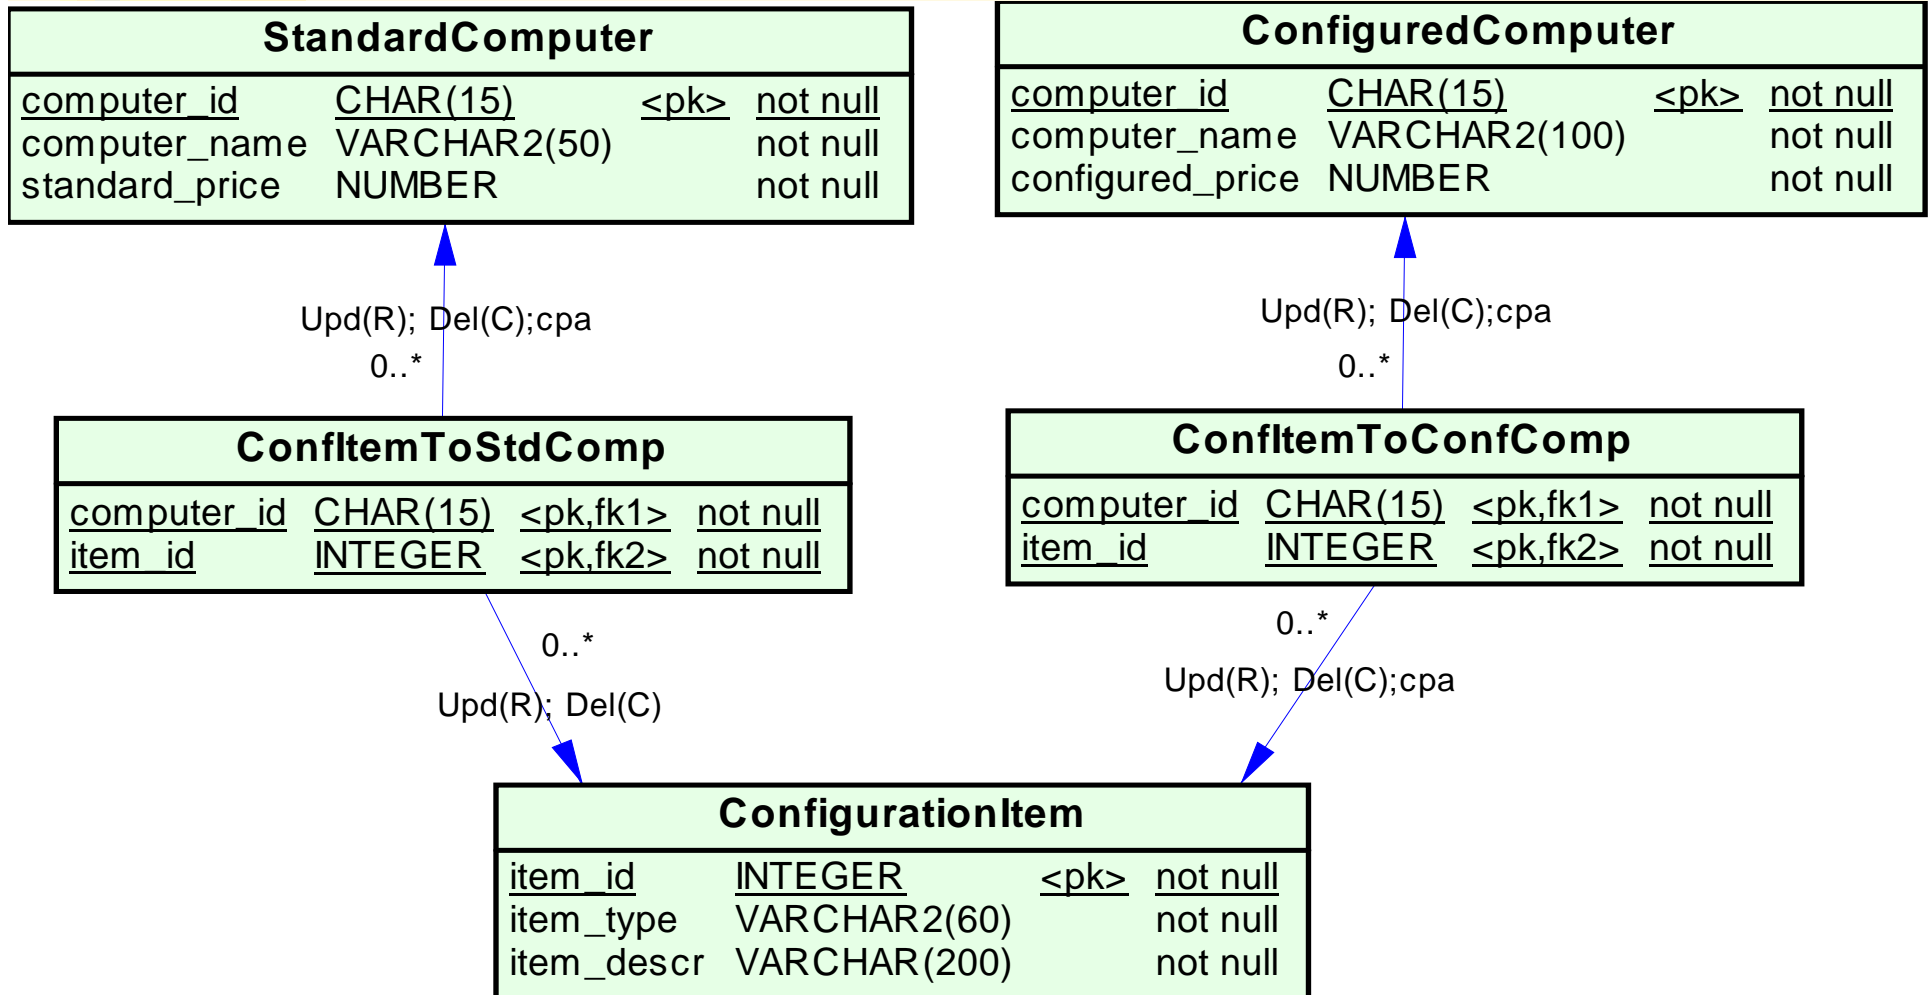 StandardComputer
computer_id CHAR(15) <pk> not null
computer_name VARCHAR2(50) not null
standard_price NUMBER not null
ConfiguredComputer
computer_id CHAR(15) <pk> not null
computer_name VARCHAR2(100) not null
configured_price NUMBER not null
Upd(R); Del(C);cpa
0..*
Upd(R); Del(C);cpa
0..*
ConfItemToStdComp
computer_id CHAR(15) <pk,fk1> not null
item_id INTEGER <pk,fk2> not null
ConfItemToConfComp
computer_id CHAR(15) <pk,fk1> not null
item_id INTEGER <pk,fk2> not null
0..*
Upd(R); Del(C)
0..*
Upd(R); Del(C);cpa
ConfigurationItem
item_id INTEGER <pk> not null
item_type VARCHAR2(60) not null
item_descr VARCHAR(200) not null